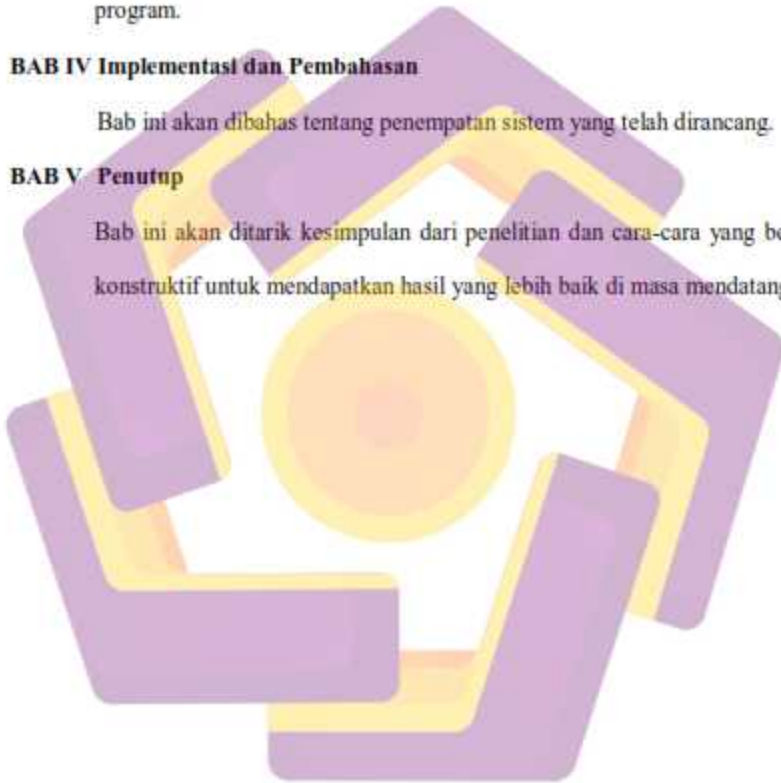 program.
BAB IV Implementasi dan Pembahasan
Bab ini akan dibahas tentang penempatan sistem yang telah dirancang.
BAB V Penutup
Bab ini akan ditarik kesimpulan dari penelitian dan cara-cara yang
konstruktif untuk mendapatkan hasil yang lebih baik di masa mendatang